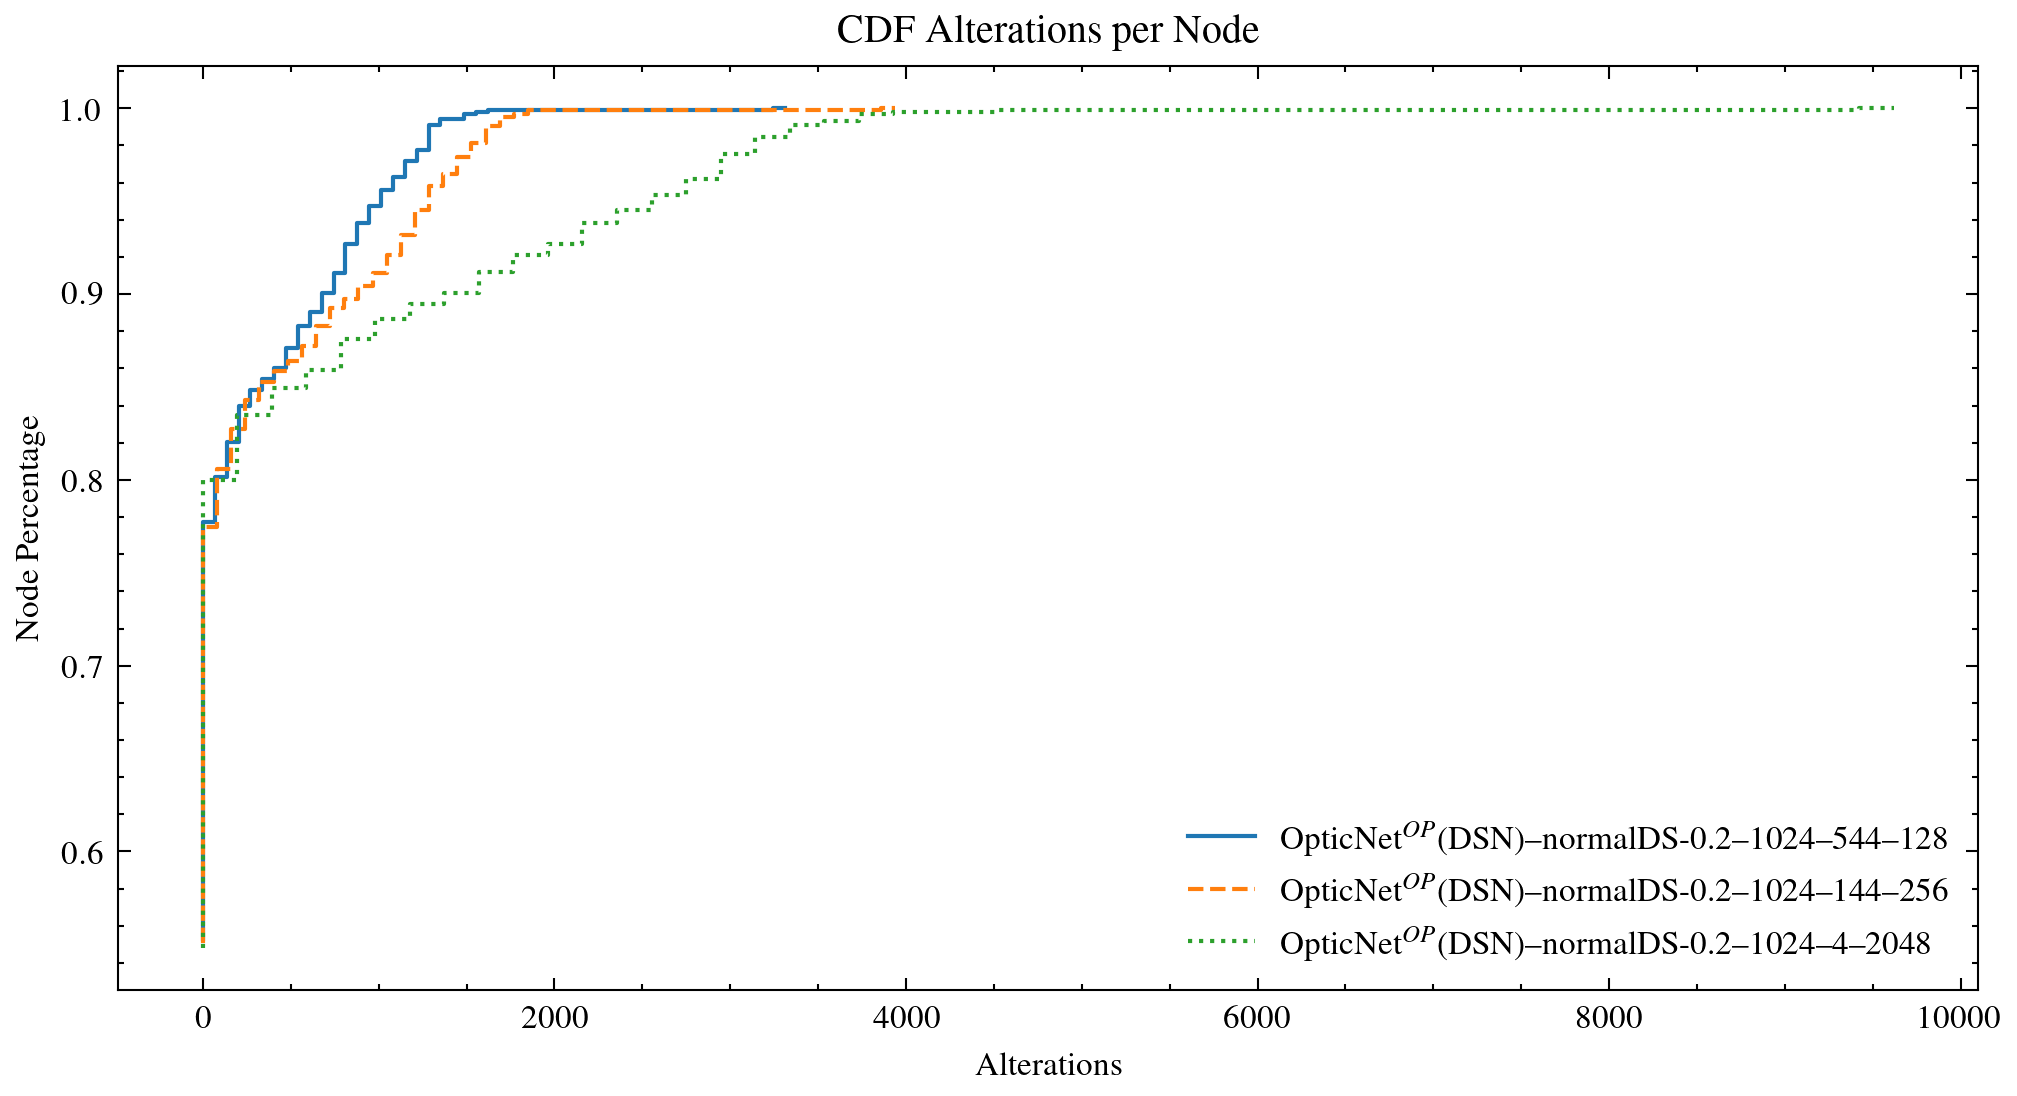 CDF Alterations per Node
1.0
0.9
0.8
0.7
0.6
Node Percentage
OpticNet^OP(DSN)–normalDS-0.2–1024–544–128
OpticNet^OP(DSN)–normalDS-0.2–1024–144–256
OpticNet^OP(DSN)–normalDS-0.2–1024–4–2048
0 2000 4000 6000 8000 10000
Alterations